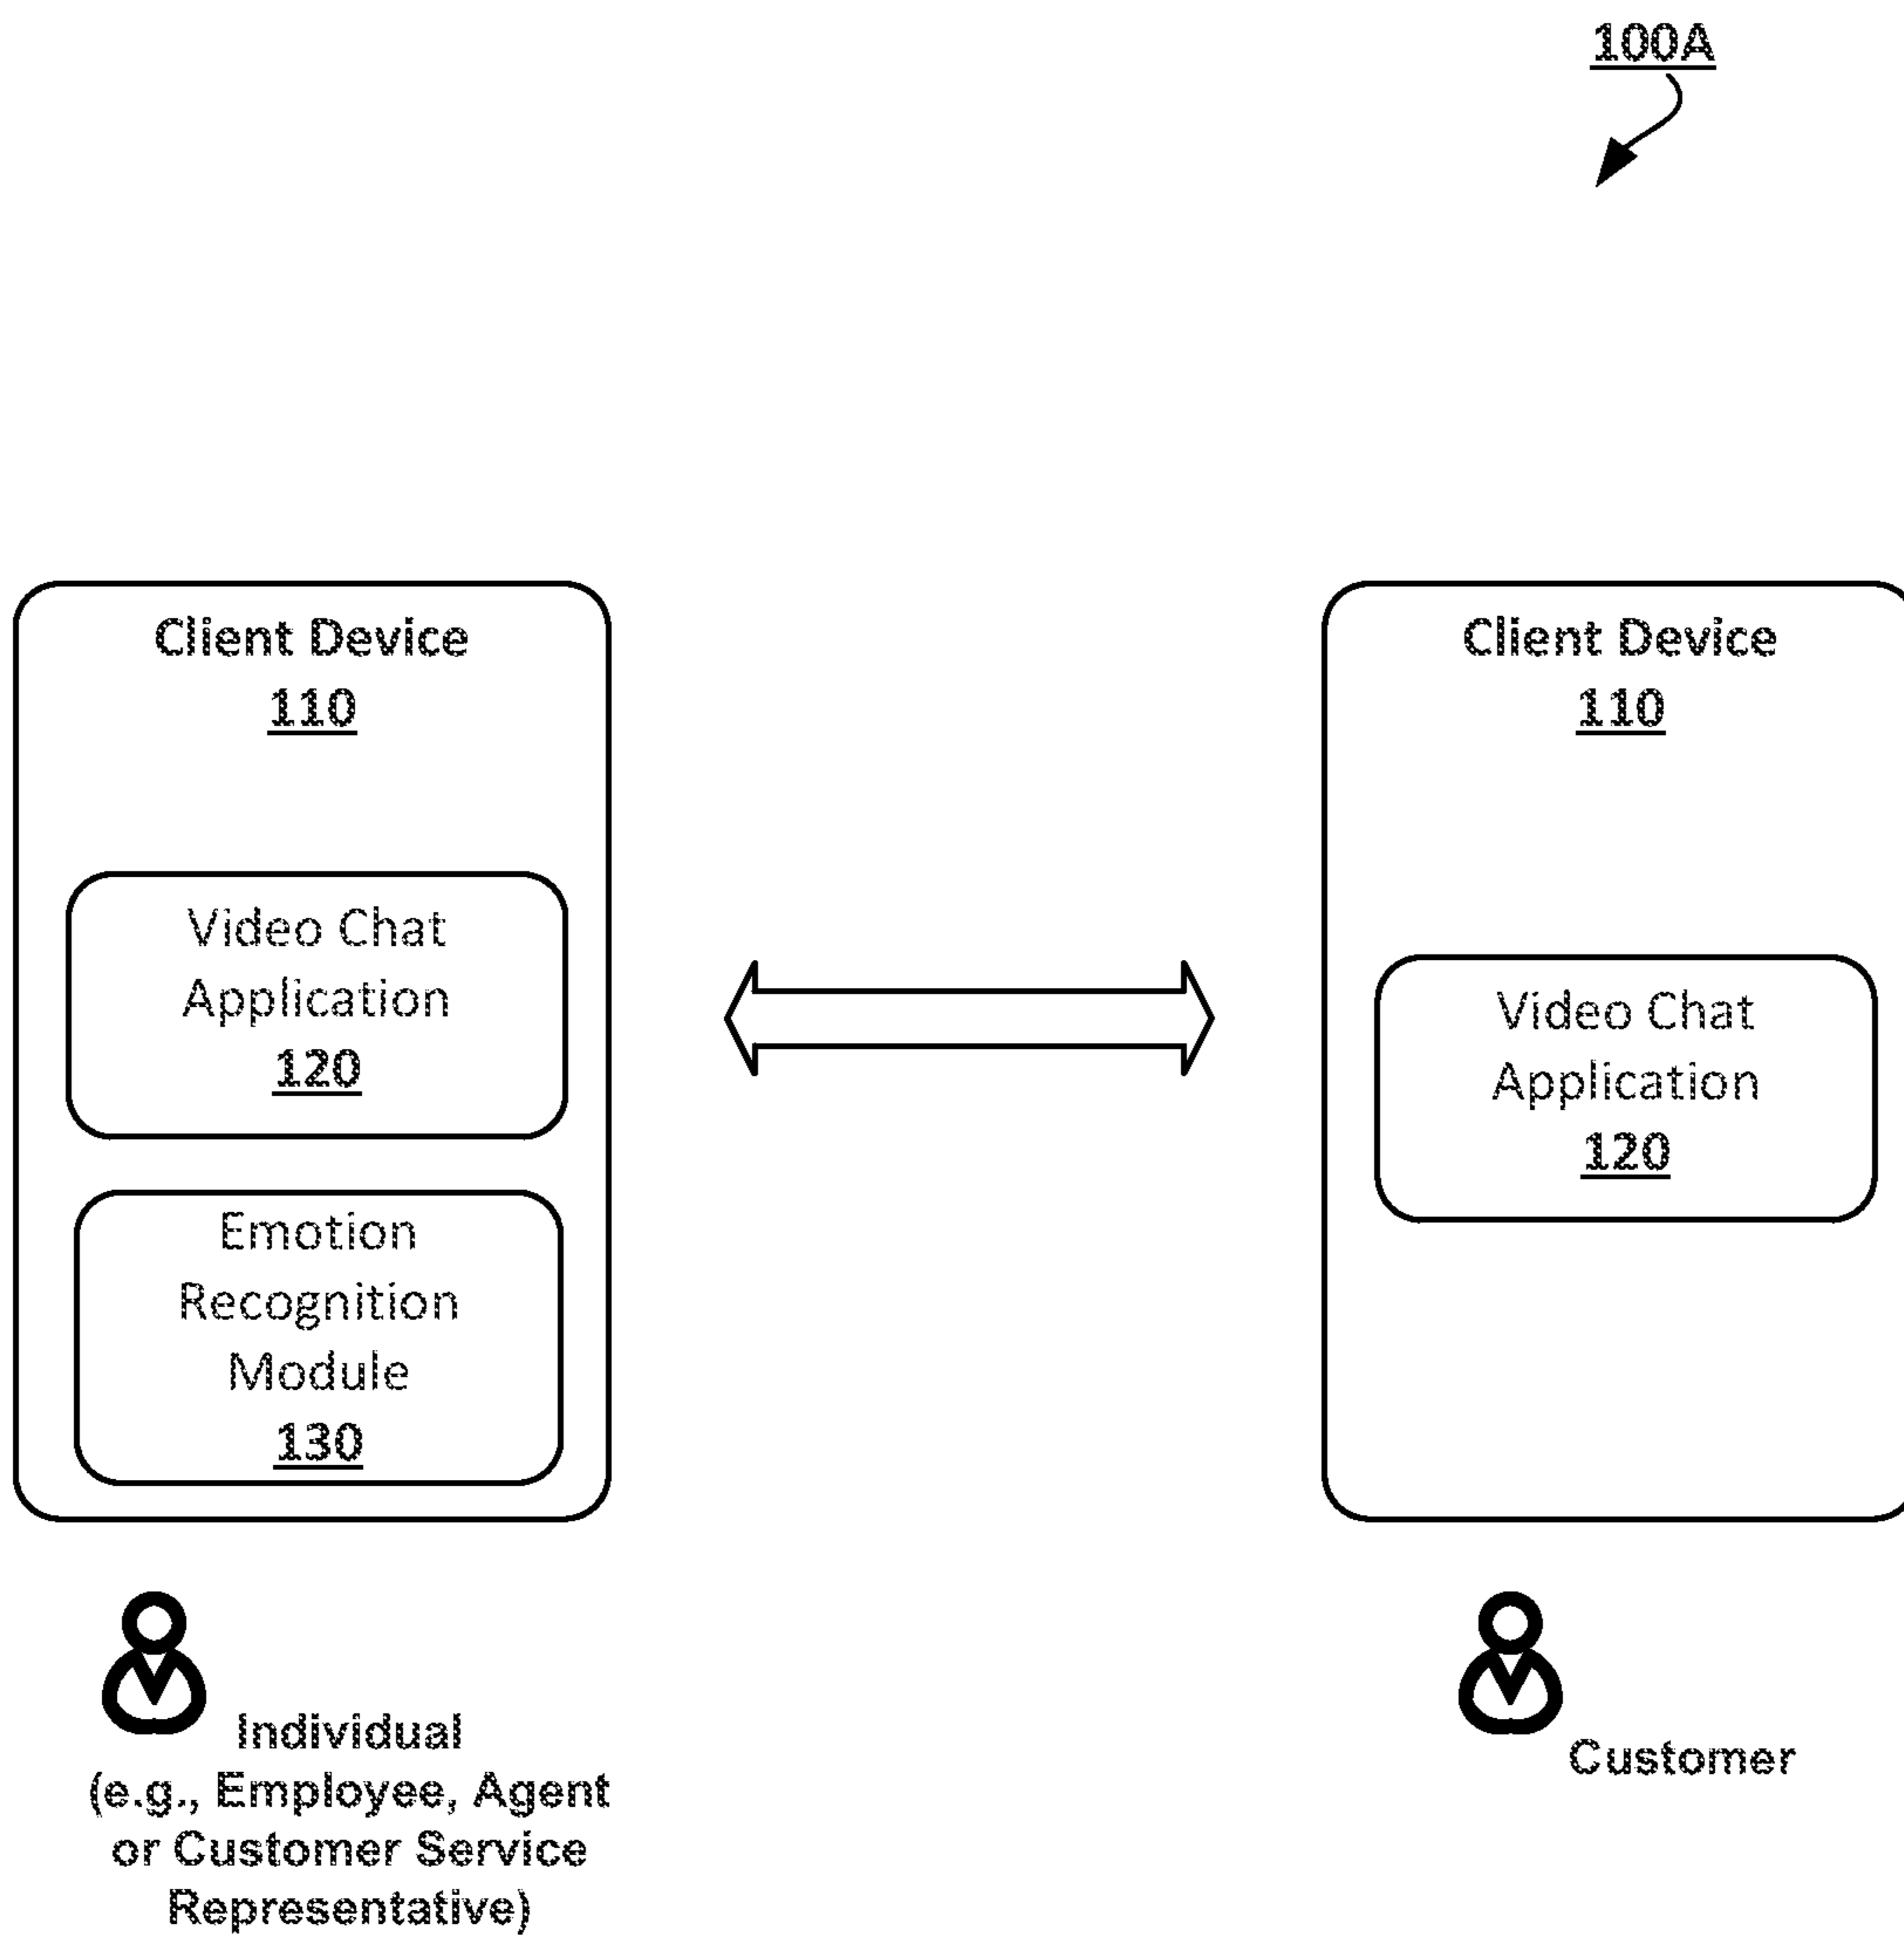 100A
Client Device
110
Video Chat
Application
120
Emotion
Recognition
Module
130
Client Device
110
Video Chat
Application
120
Individual
(e.g., Employee, Agent
or Customer Service
Representative)
Customer